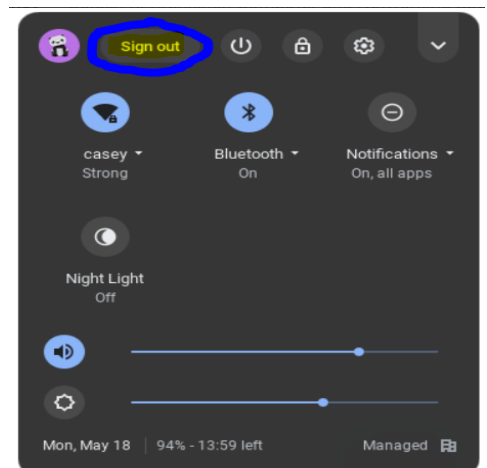 Sign out
casey Bluetooth Notifications
Strong On On, all apps
Night Light
Off
Mon, May 18 94% - 13:59 left Managed